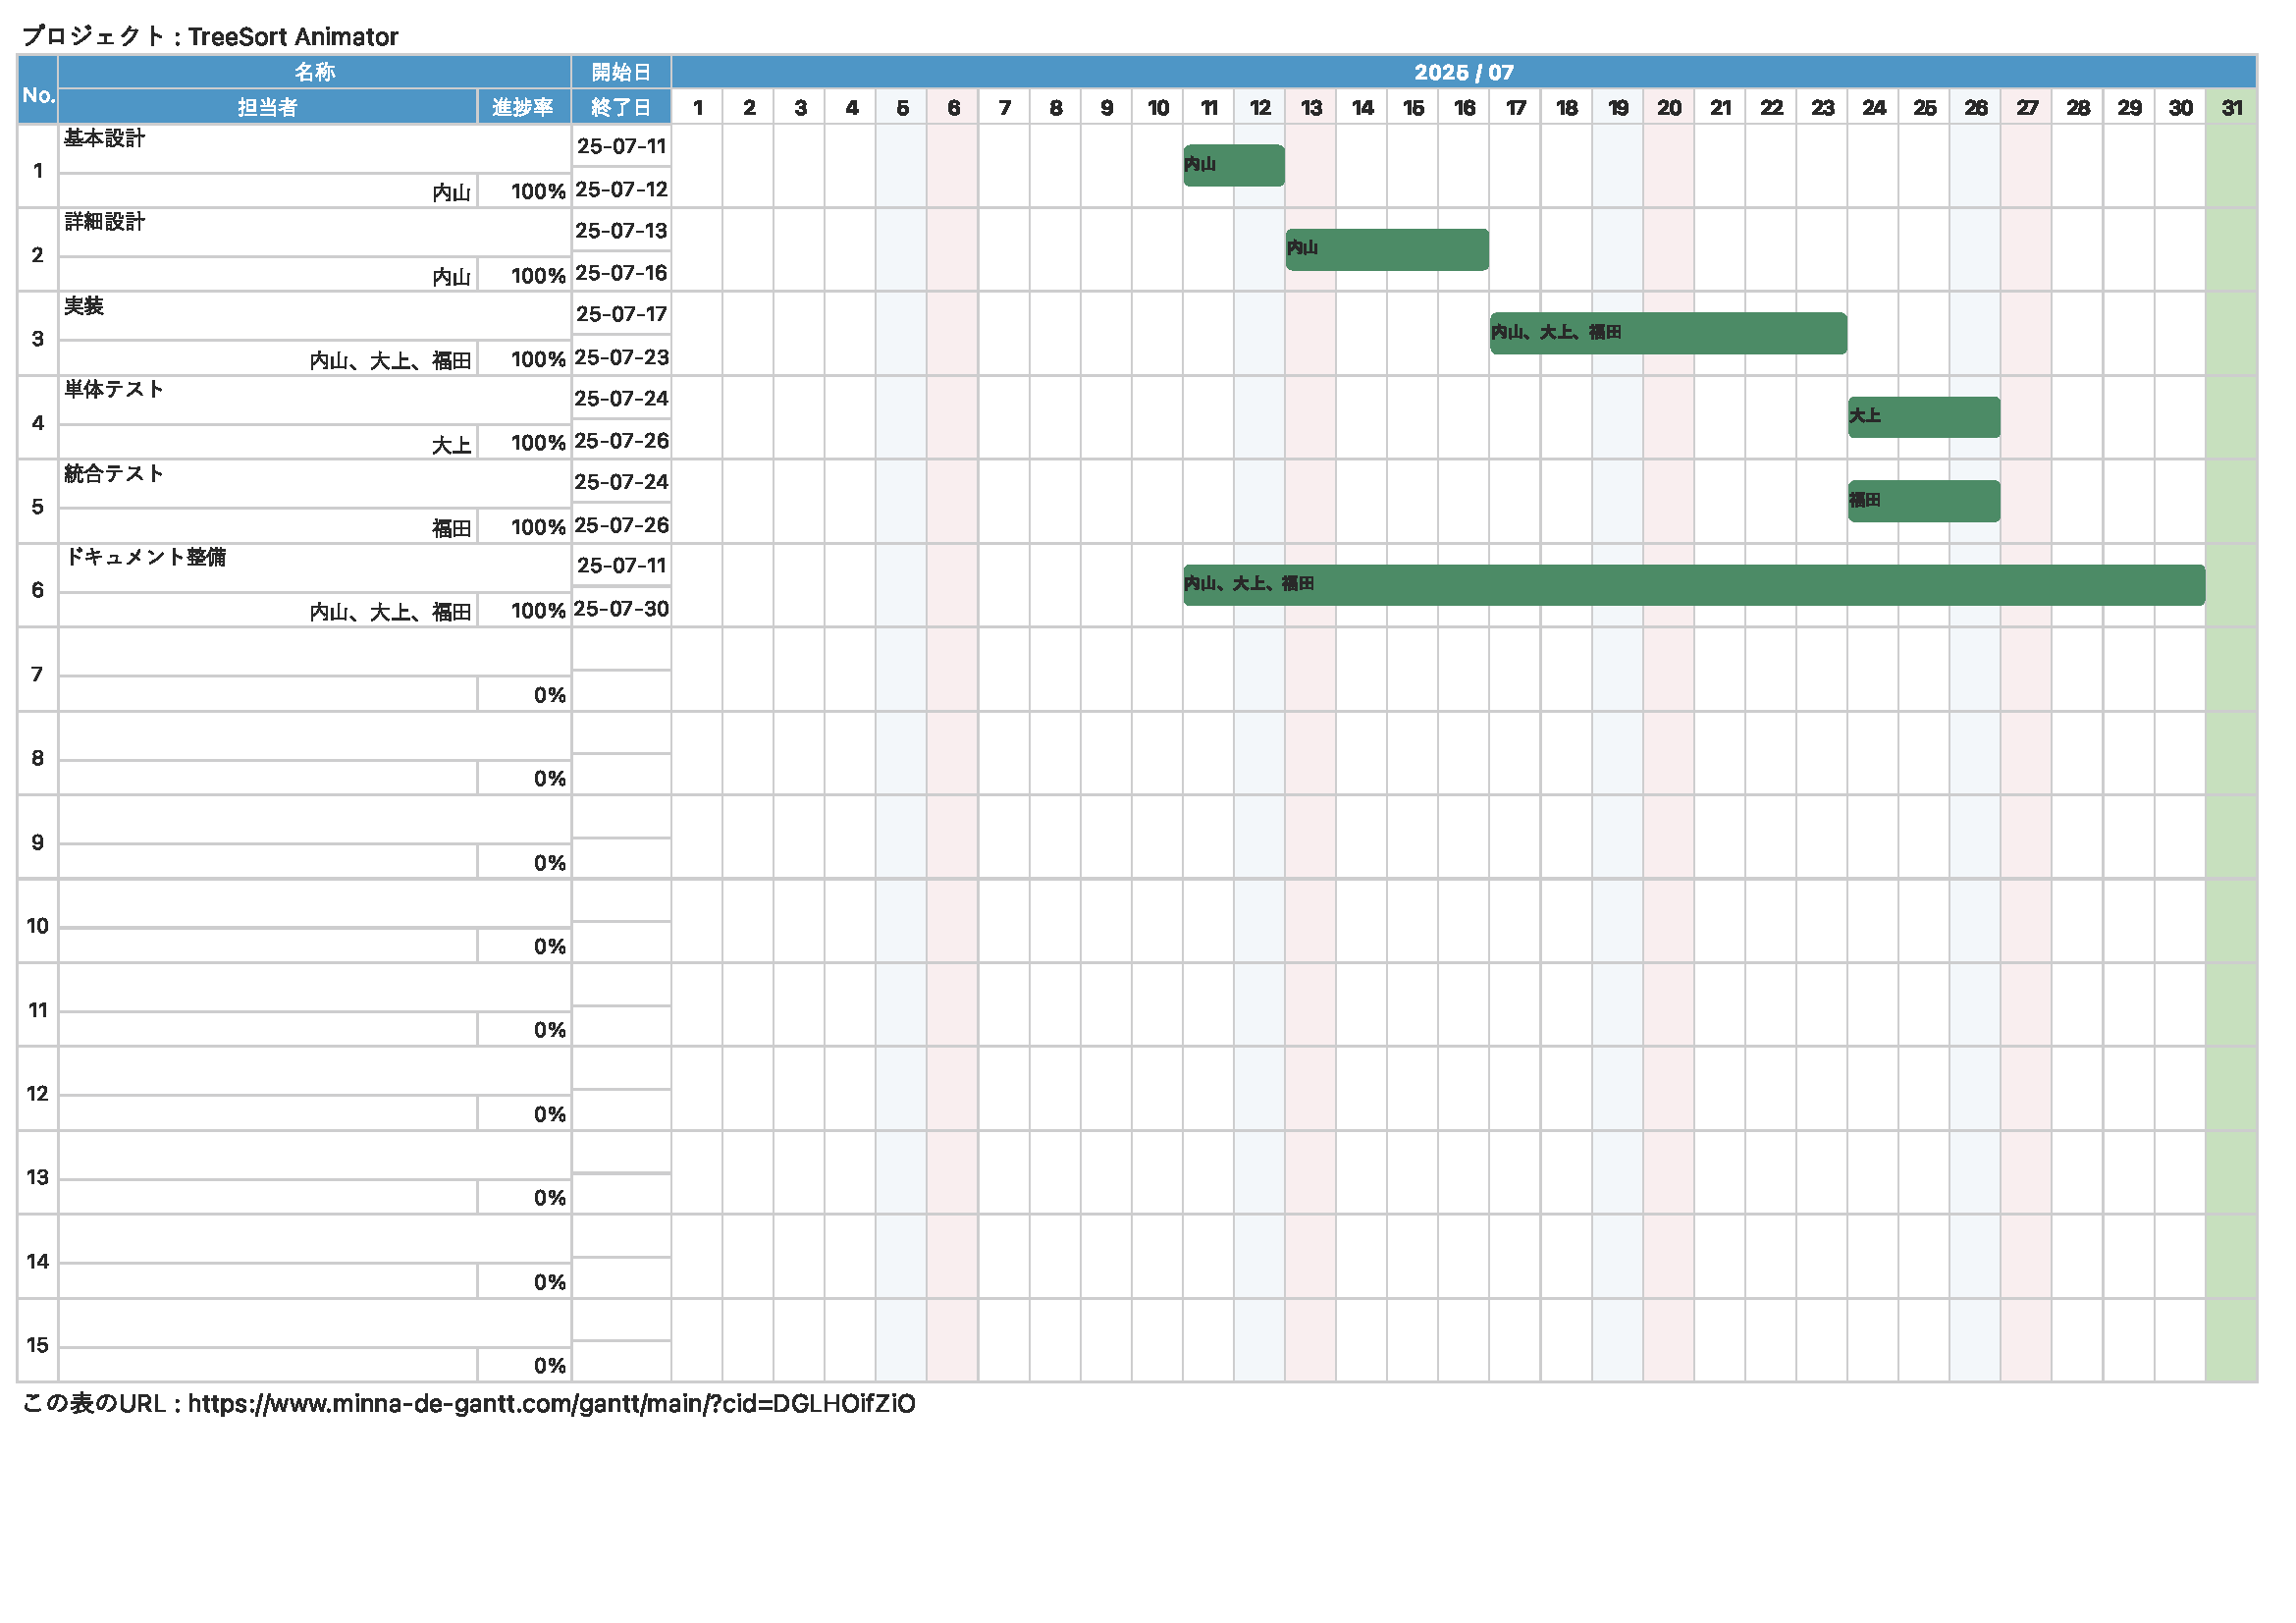 プロジェクト : TreeSort Animator
No. 名称 開始日 2025 / 07
担当者 進捗率 終了日 1 2 3 4 5 6 7 8 9 10 11 12 13 14 15 16 17 18 19 20 21 22 23 24 25 26 27 28 29 30 31
1 基本設計 25-07-11 内山
内山 100% 25-07-12
2 詳細設計 25-07-13 内山
内山 100% 25-07-16
3 実装 25-07-17 内山、大上、福田
内山、大上、福田 100% 25-07-23
4 単体テスト 25-07-24 大上
大上 100% 25-07-26
5 統合テスト 25-07-24 福田
福田 100% 25-07-26
6 ドキュメント整備 25-07-11 内山、大上、福田
内山、大上、福田 100% 25-07-30
7 0%
8 0%
9 0%
10 0%
11 0%
12 0%
13 0%
14 0%
15 0%
この表のURL : https://www.minna-de-gantt.com/gantt/main/?cid=DGLHOifZiO